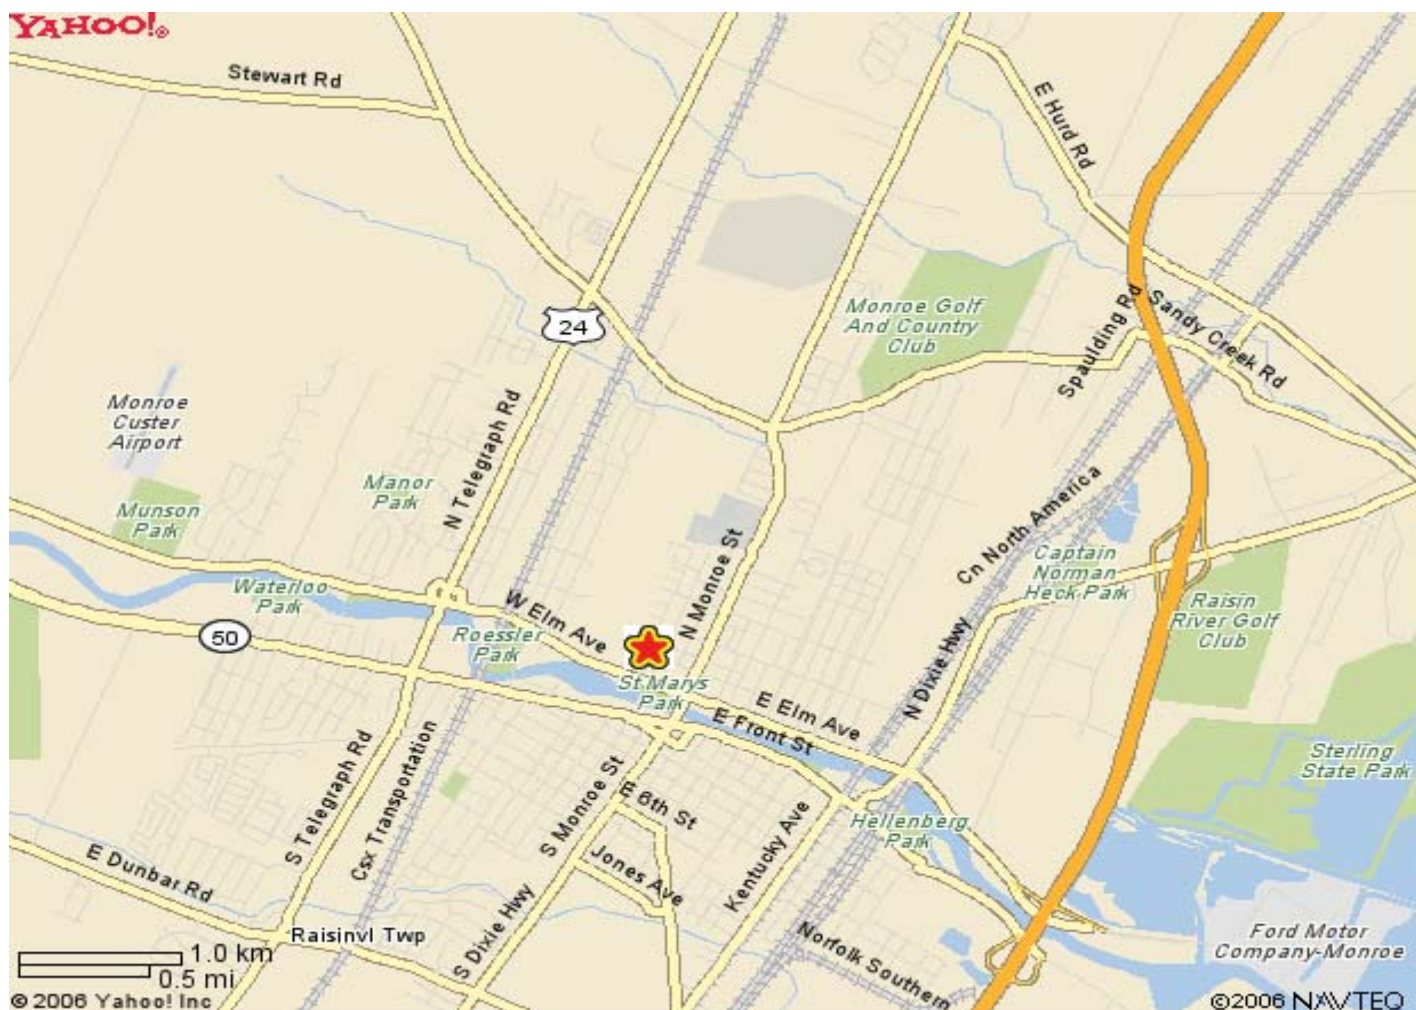 YAHOO!®
Stewart Rd
E Hurd Rd
24
Monroe Golf
And Country
Club
Spaulding Rd
Sandy Creek Rd
Monroe
Custer
Airport
N Telegraph Rd
Manor
Park
Munson
Park
Cn North America
N Monroe St
Captain
Norman
Heck Park
Waterloo
Park
W Elm Ave
Raisin
River Golf
Club
50
Roessler
Park
N Dixie Hwy
St Marys
Park
E Elm Ave
E Front St
Sterling
State Park
S Telegraph Rd
Csx Transportation
S Monroe St
E 6th St
Hellenberg
Park
Kentucky Ave
Jones Ave
E Dunbar Rd
S Dixie Hwy
Raisinvl Twp
Norfolk Southern
Ford Motor
Company-Monroe
1.0 km
0.5 mi
© 2006 Yahoo! Inc
©2006 NAVTEQ